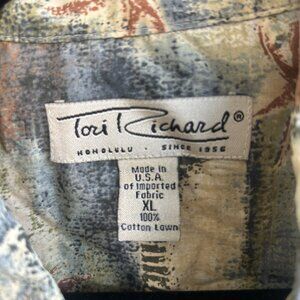 Tori Richard®
HONOLULU · SINCE 1956
Made in
U.S.A.
of Imported
Fabric
XL
100%
Cotton Lawn